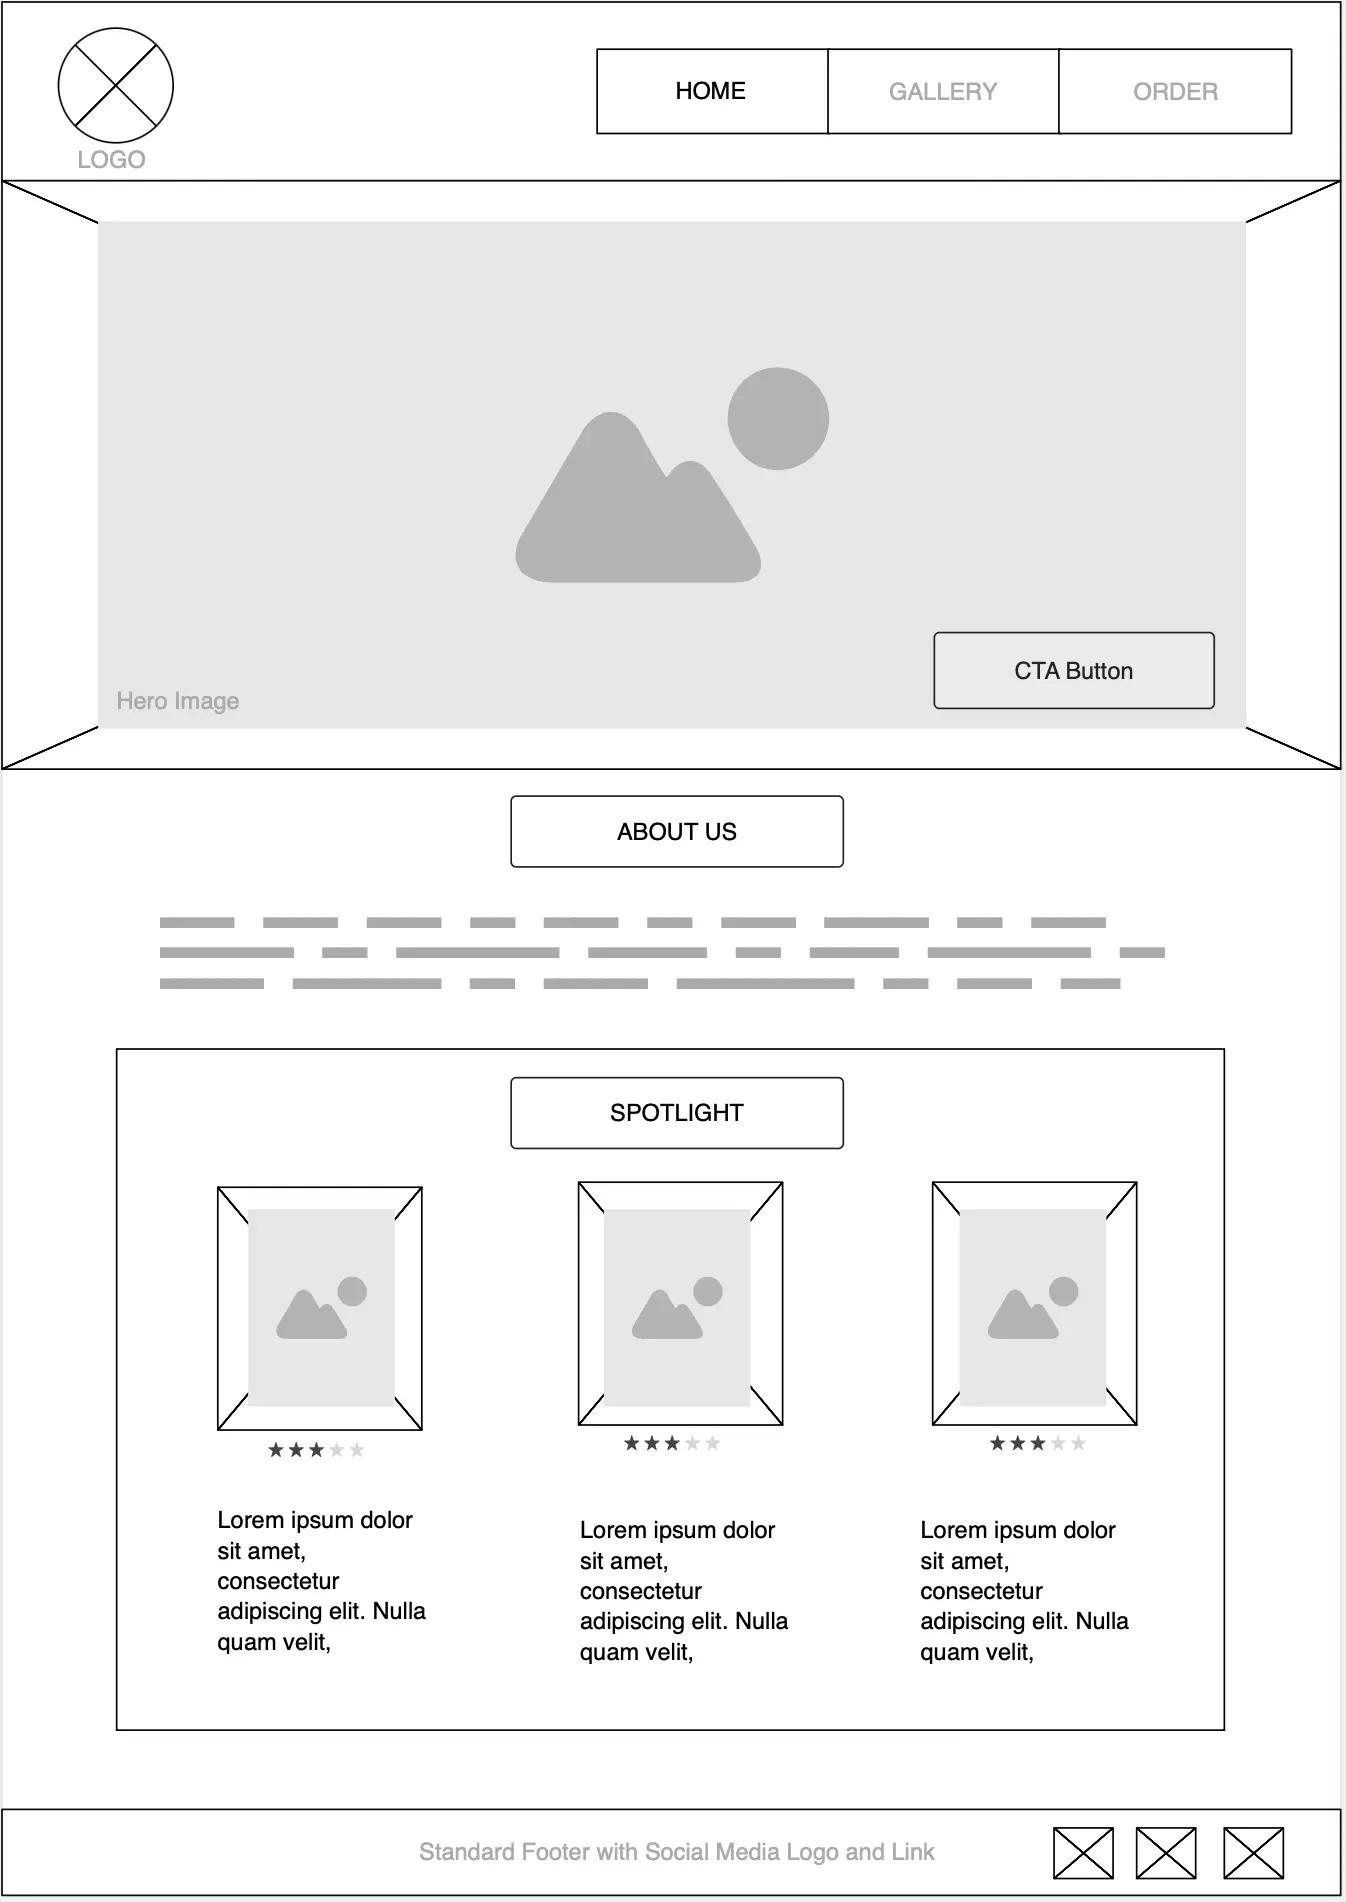 HOME
GALLERY
ORDER
LOGO
Hero Image
CTA Button
ABOUT US
SPOTLIGHT
Lorem ipsum dolor
sit amet,
consectetur
adipiscing elit. Nulla
quam velit,
Lorem ipsum dolor
sit amet,
consectetur
adipiscing elit. Nulla
quam velit,
Lorem ipsum dolor
sit amet,
consectetur
adipiscing elit. Nulla
quam velit,
Standard Footer with Social Media Logo and Link